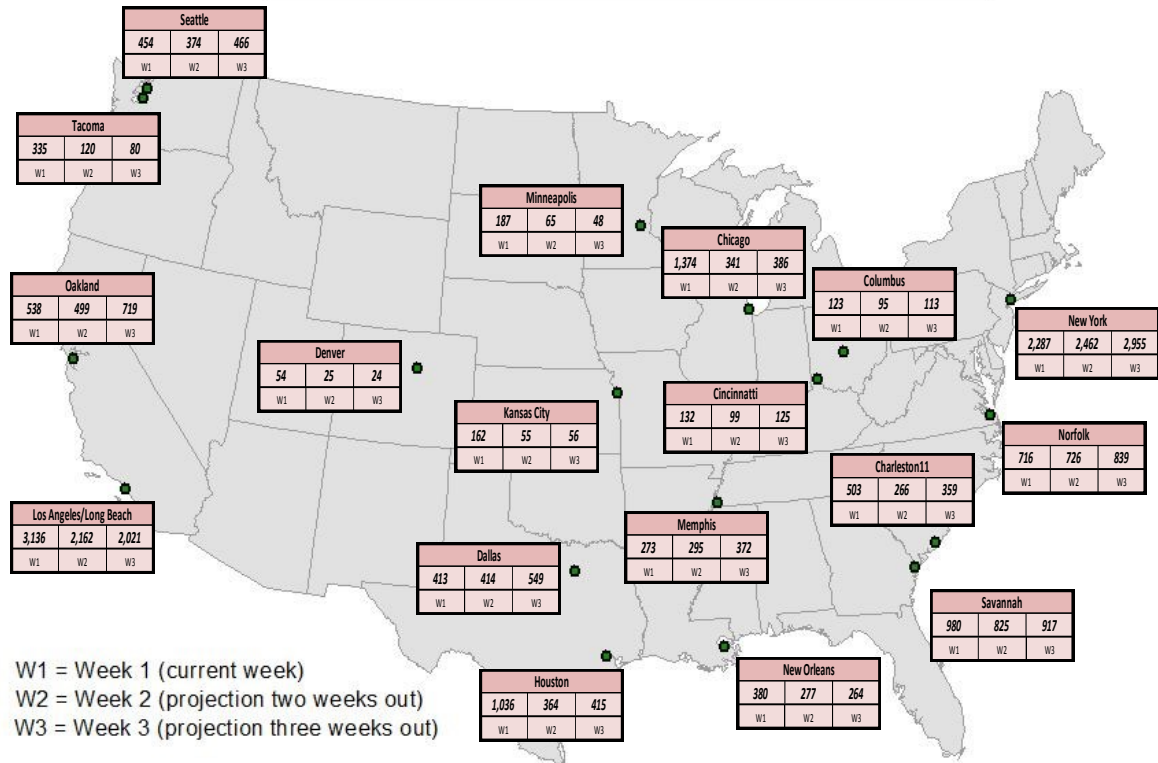 Seattle
454 374 466
W1 W2 W3
Tacoma
335 120 80
W1 W2 W3
Minneapolis
187 65 48
W1 W2 W3
Chicago
1,374 341 386
W1 W2 W3
Oakland
538 499 719
W1 W2 W3
Columbus
123 95 113
W1 W2 W3
New York
2,287 2,462 2,955
W1 W2 W3
Denver
54 25 24
W1 W2 W3
Cincinnatti
132 99 125
W1 W2 W3
Kansas City
162 55 56
W1 W2 W3
Norfolk
716 726 839
W1 W2 W3
Charleston11
503 266 359
W1 W2 W3
Los Angeles/Long Beach
3,136 2,162 2,021
W1 W2 W3
Memphis
273 295 372
W1 W2 W3
Dallas
413 414 549
W1 W2 W3
Savannah
980 825 917
W1 W2 W3
New Orleans
380 277 264
W1 W2 W3
Houston
1,036 364 415
W1 W2 W3
W1 = Week 1 (current week)
W2 = Week 2 (projection two weeks out)
W3 = Week 3 (projection three weeks out)